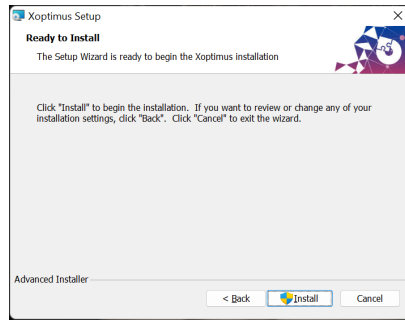 Xoptimus Setup
Ready to Install
The Setup Wizard is ready to begin the Xoptimus installation
Click "Install" to begin the installation. If you want to review or change any of your
installation settings, click "Back". Click "Cancel" to exit the wizard.
Advanced Installer
< Back
Install
Cancel